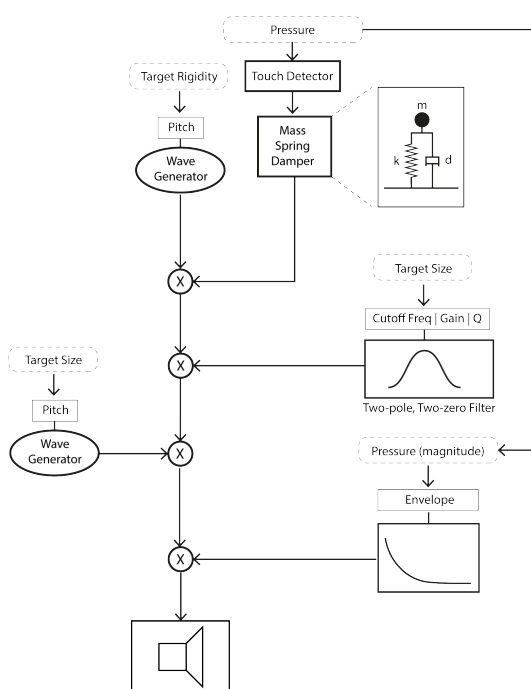 Pressure
Target Rigidity
Touch Detector
Pitch
Mass
Spring
Damper
m
k
d
Wave
Generator
X
Target Size
Cutoff Freq | Gain | Q
Target Size
X
Two-pole, Two-zero Filter
Pitch
Wave
Generator
X
Pressure (magnitude)
Envelope
X